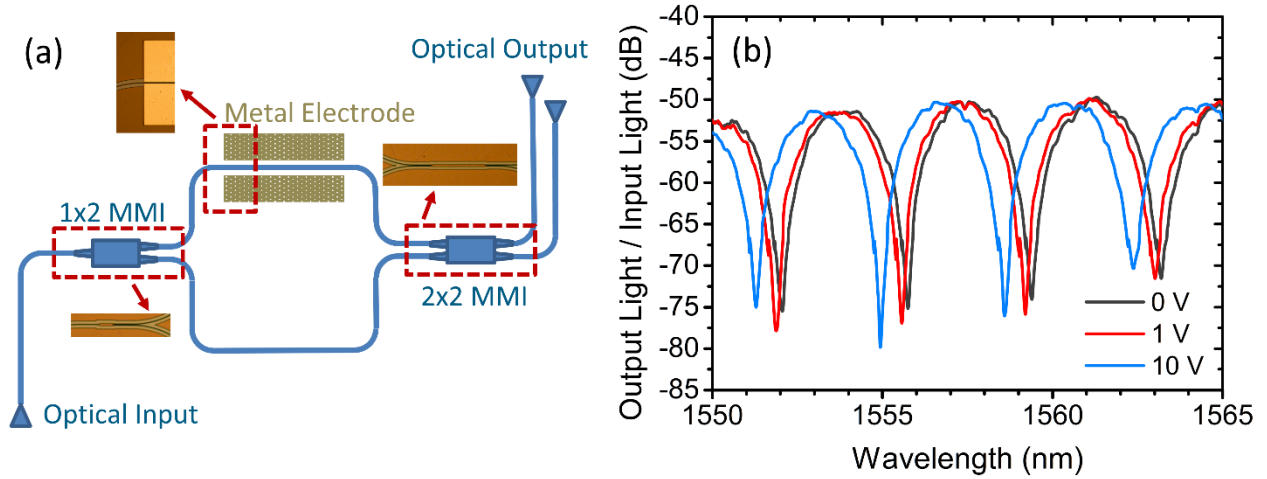 (a)
Optical Output
Metal Electrode
1x2 MMI
2x2 MMI
Optical Input
(b)
Output Light / Input Light (dB)
-40
-45
-50
-55
-60
-65
-70
-75
-80
-85
0 V
1 V
10 V
1550
1555
1560
1565
Wavelength (nm)